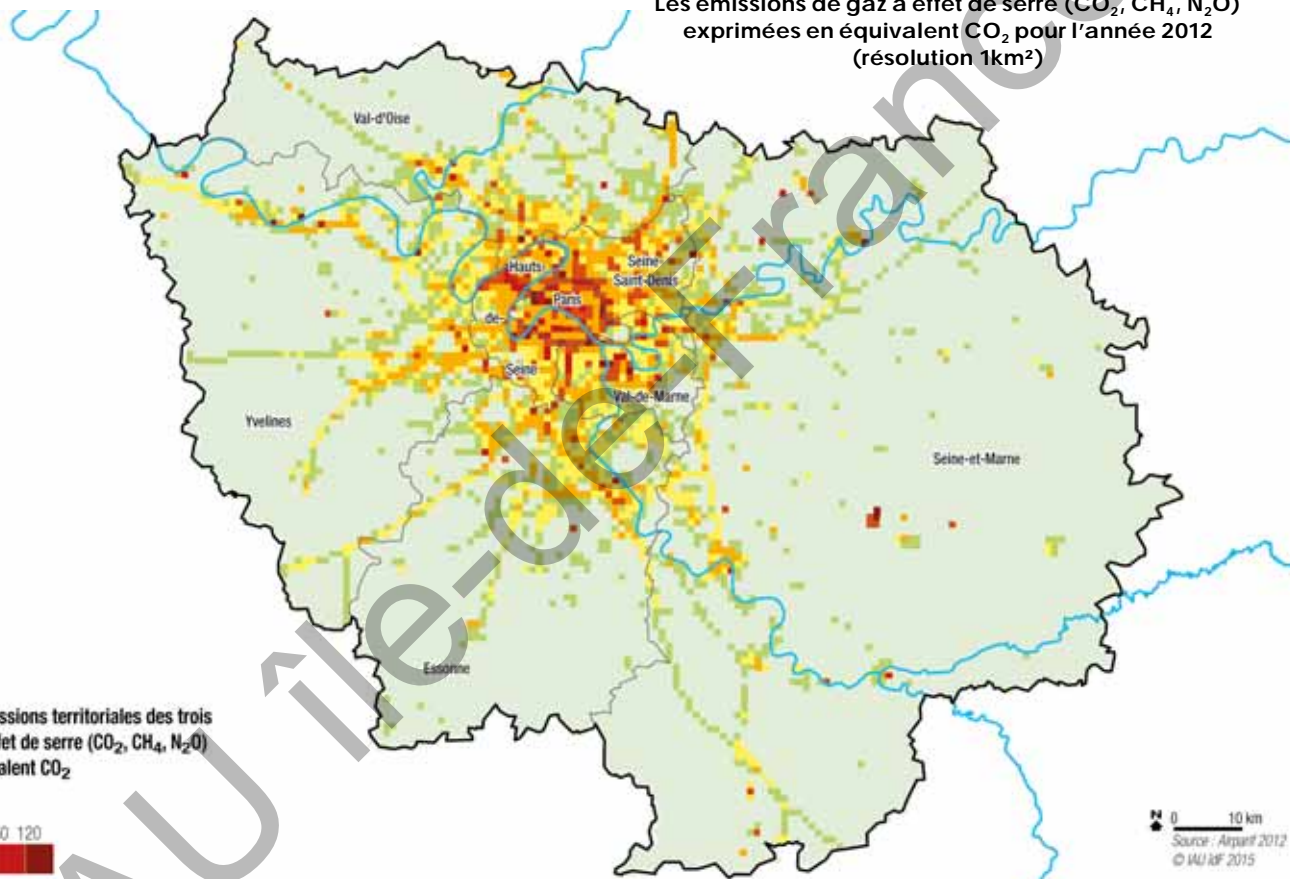 Les émissions de gaz à effet de serre (CO₂, CH₄, N₂O)
exprimées en équivalent CO₂ pour l'année 2012
(résolution 1km²)
Val-d'Oise
Hauts-
Seine-
Saint-Denis
Paris
de-
Seine
Val-de-Marne
Yvelines
Seine-et-Marne
Essonne
ssions territoriales des trois
et de serre (CO₂, CH₄, N₂O)
alent CO₂
0 120
N 0 10 km
Source : Airparif 2012
© IAU îdF 2015
AU île-de-France